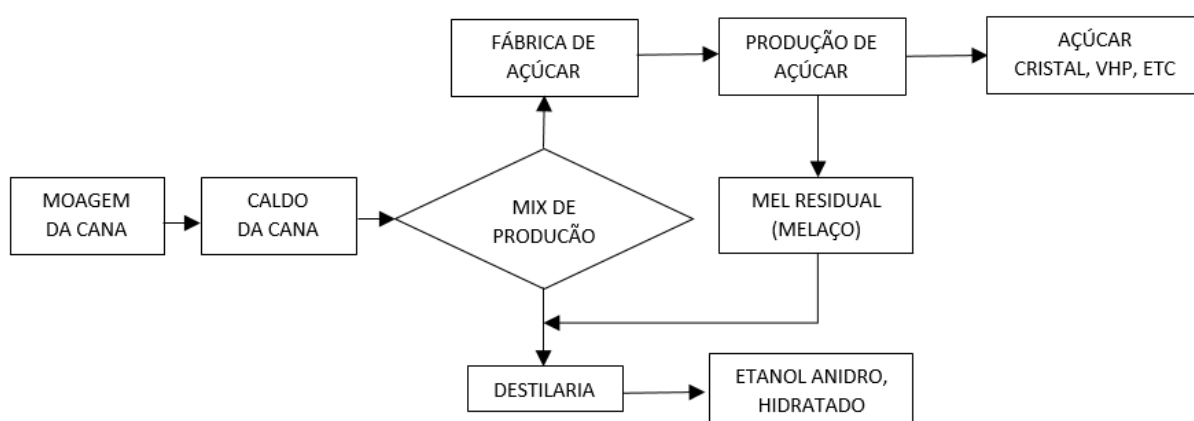 FÁBRICA DE
AÇÚCAR
PRODUÇÃO DE
AÇÚCAR
AÇÚCAR
CRISTAL, VHP, ETC
MOAGEM
DA CANA
CALDO
DA CANA
MIX DE
PRODUCÃO
MEL RESIDUAL
(MELAÇO)
DESTILARIA
ETANOL ANIDRO,
HIDRATADO